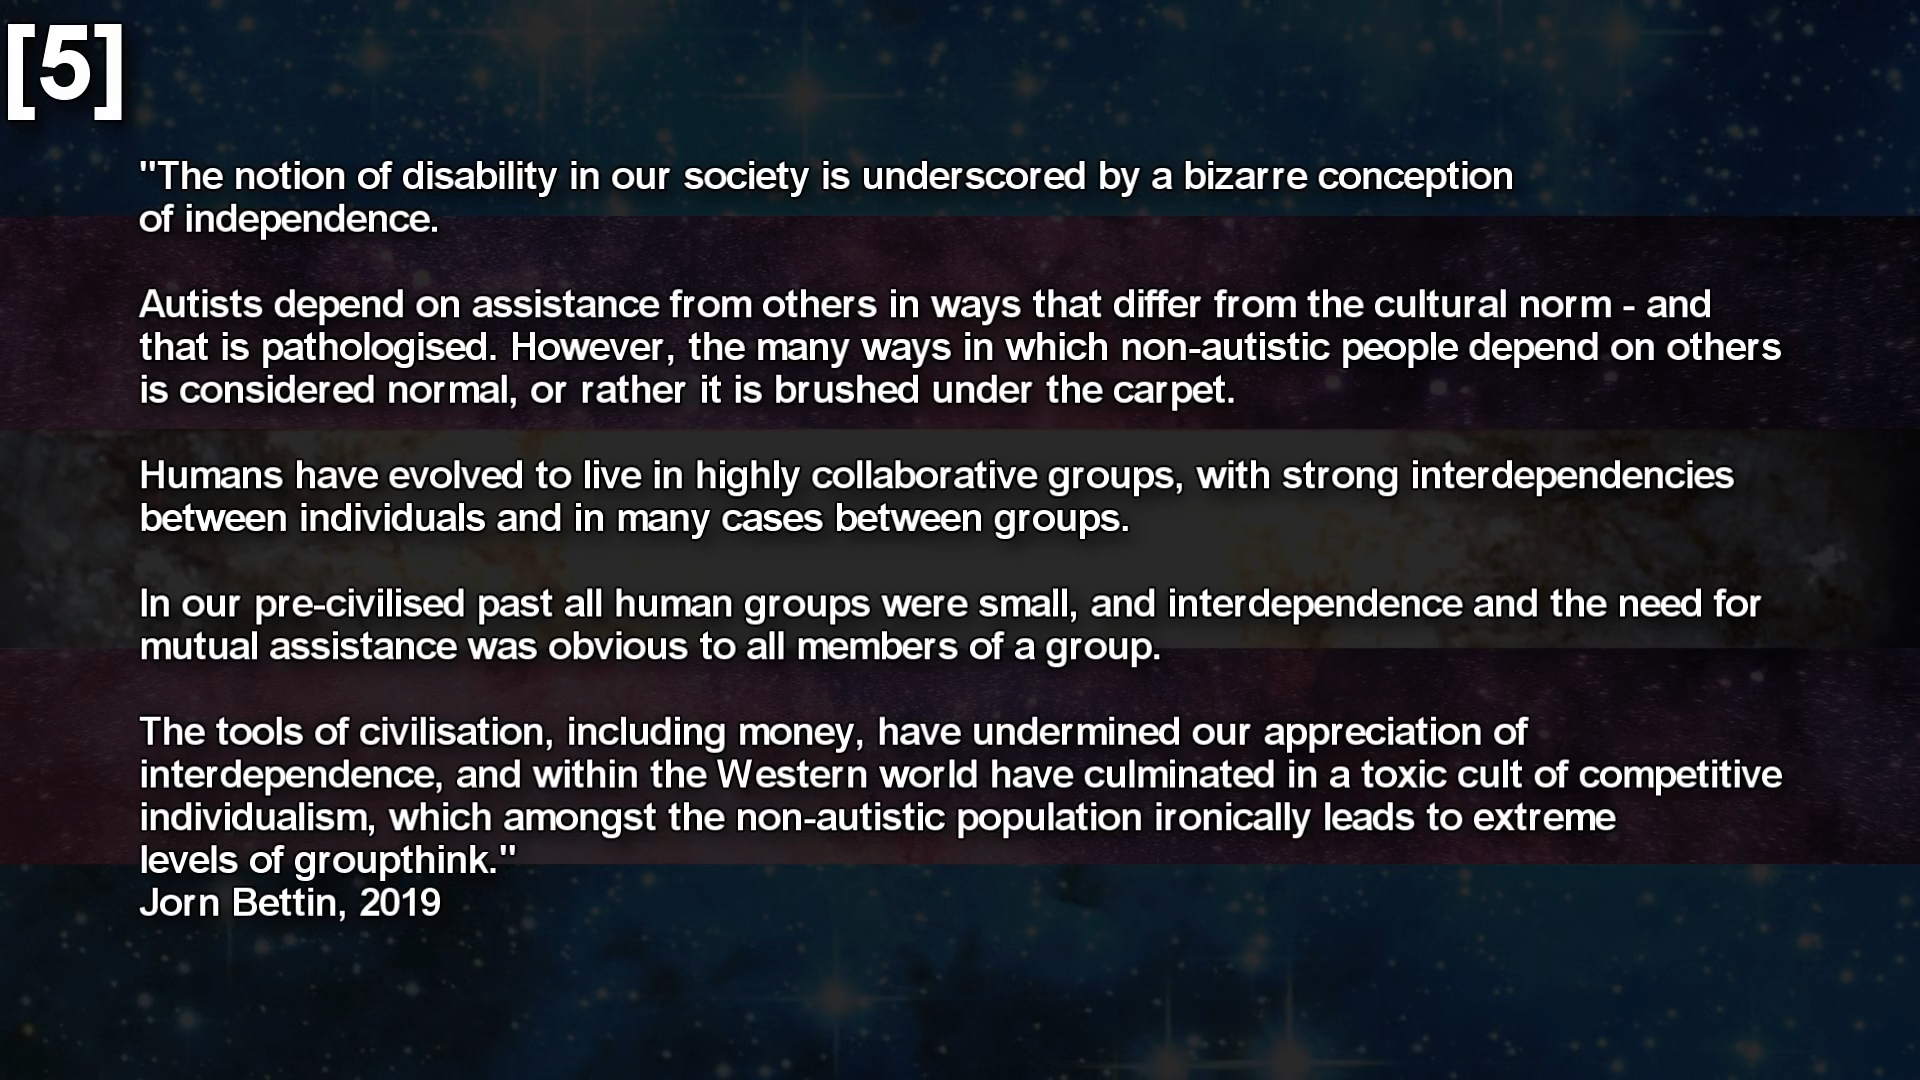 [5]
"The notion of disability in our society is underscored by a bizarre conception
of independence.
Autists depend on assistance from others in ways that differ from the cultural norm - and
that is pathologised. However, the many ways in which non-autistic people depend on others
is considered normal, or rather it is brushed under the carpet.
Humans have evolved to live in highly collaborative groups, with strong interdependencies
between individuals and in many cases between groups.
In our pre-civilised past all human groups were small, and interdependence and the need for
mutual assistance was obvious to all members of a group.
The tools of civilisation, including money, have undermined our appreciation of
interdependence, and within the Western world have culminated in a toxic cult of competitive
individualism, which amongst the non-autistic population ironically leads to extreme
levels of groupthink."
Jorn Bettin, 2019